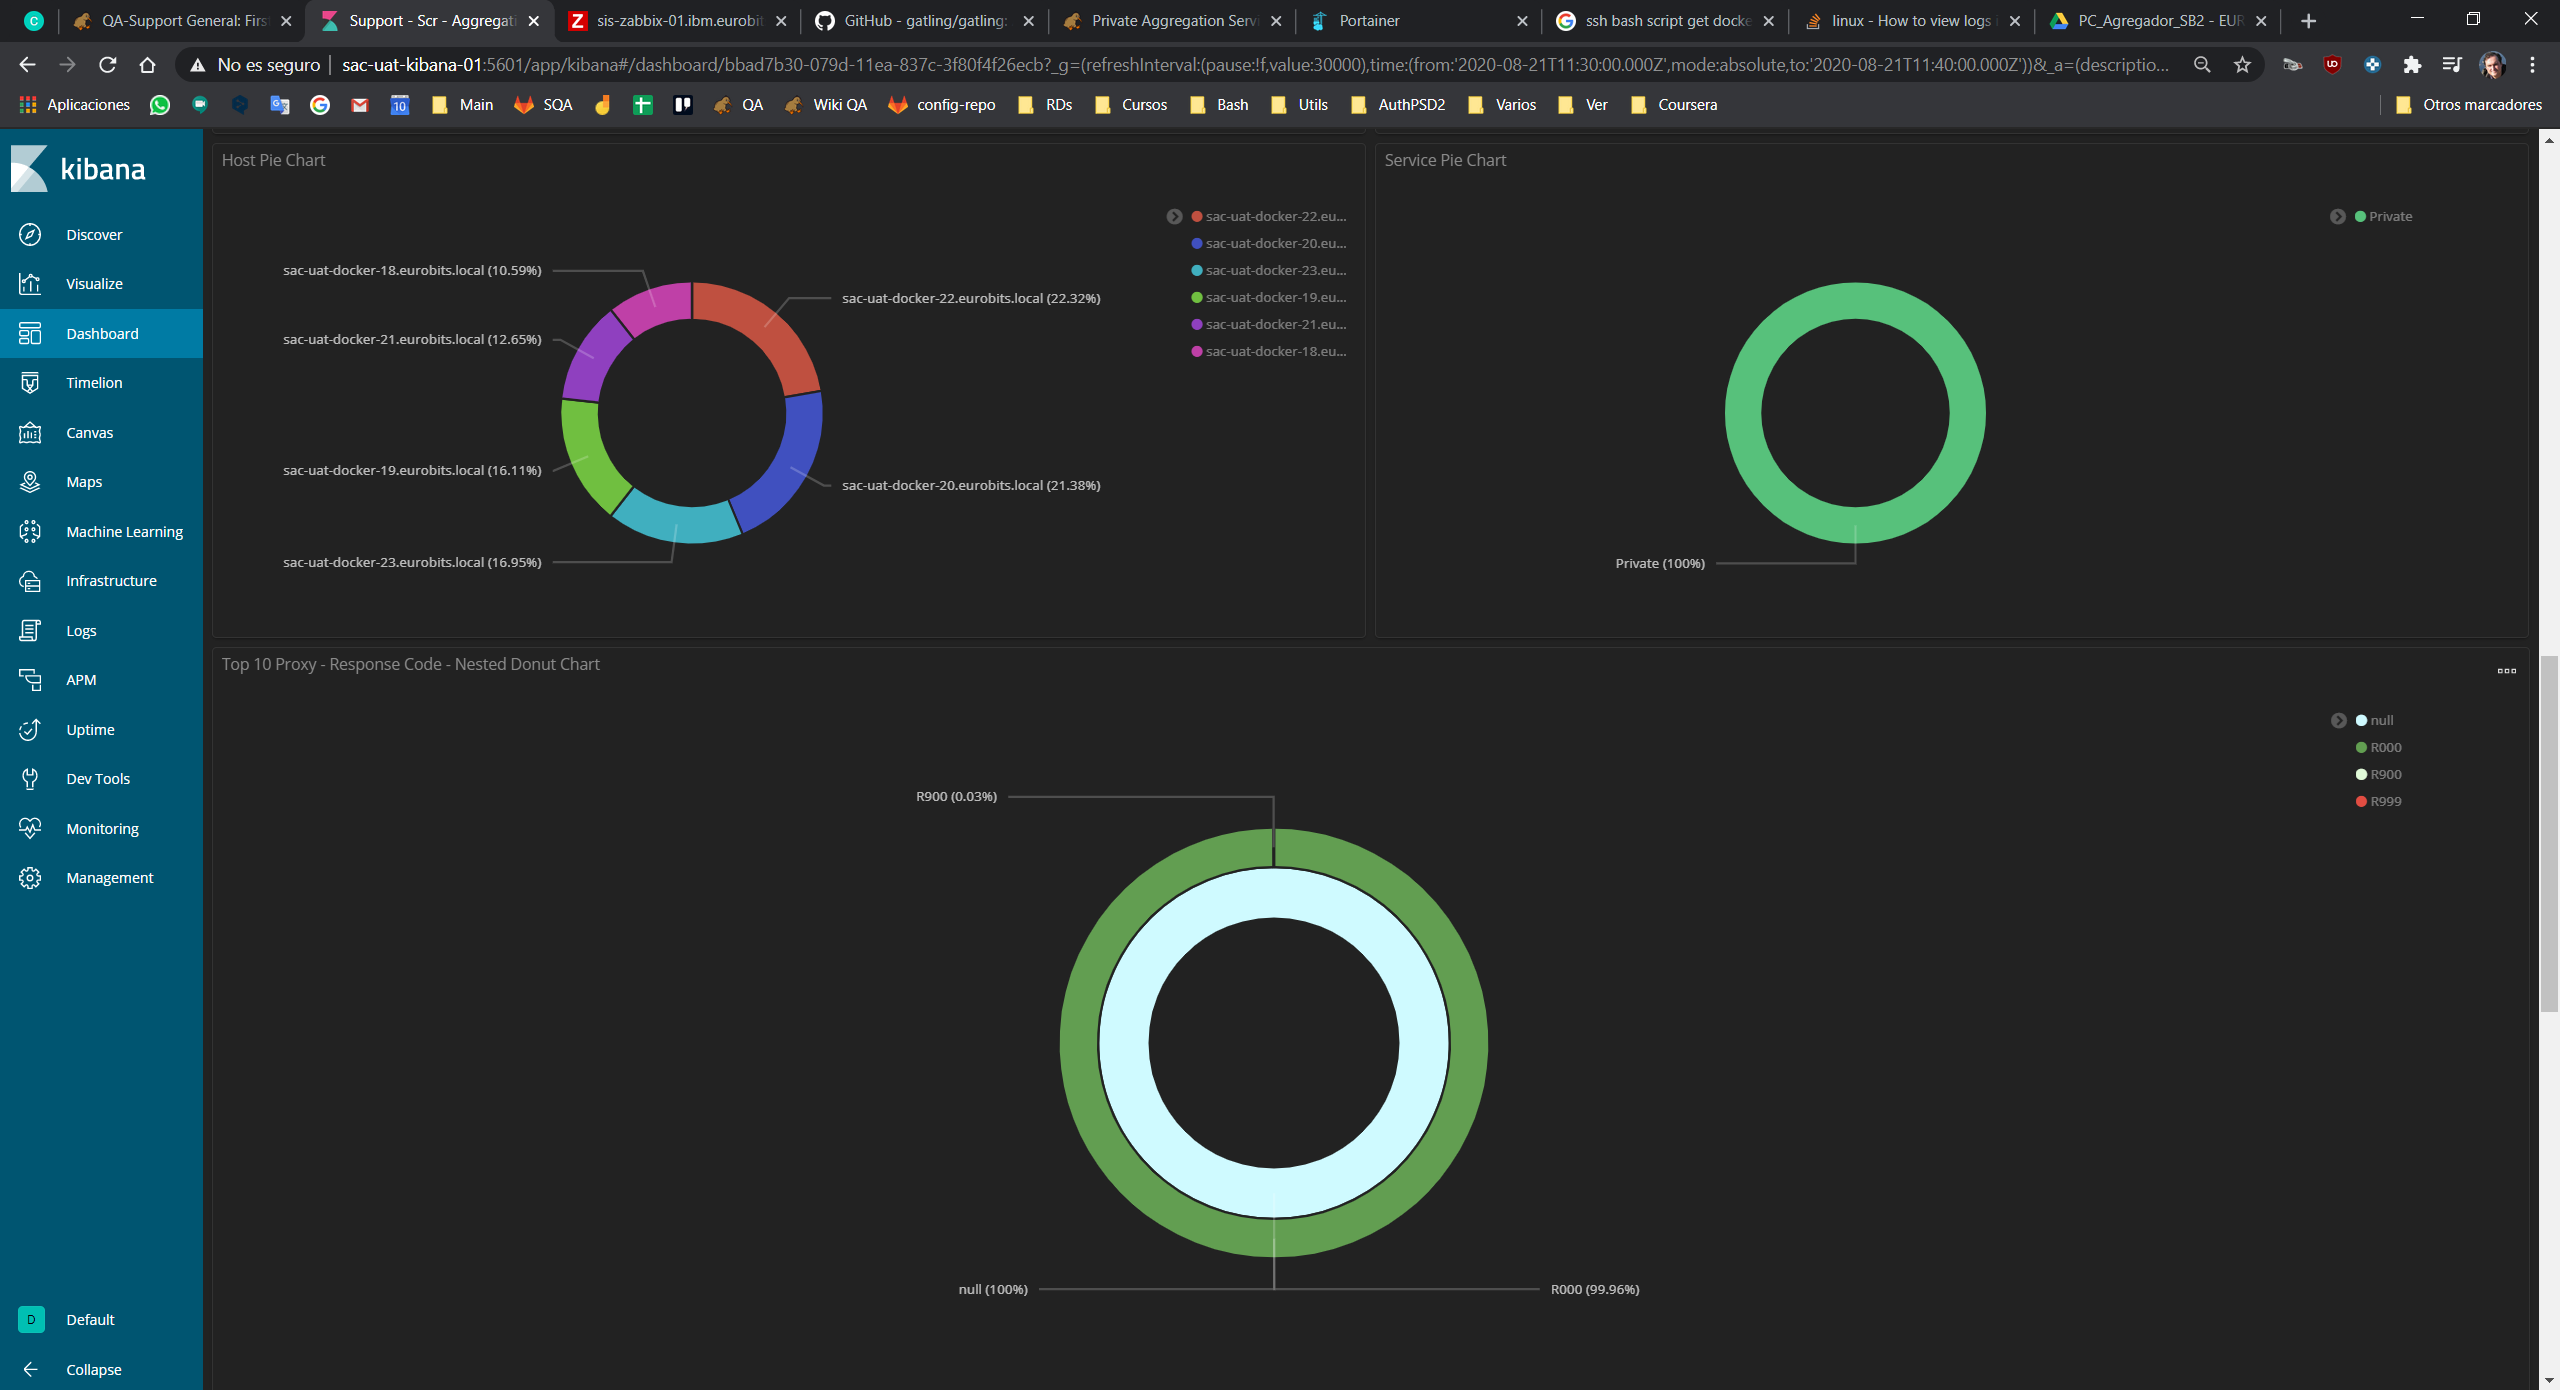 QA-Support General: Firs
Support - Scr - Aggregati
sis-zabbix-01.ibm.eurobit
GitHub - gatling/gatling:
Private Aggregation Servi
Portainer
ssh bash script get docke
linux - How to view logs i
PC_Agregador_SB2 - EUR
No es seguro
sac-uat-kibana-01:5601/app/kibana#/dashboard/bbad7b30-079d-11ea-837c-3f80f4f26ecb?_g=(refreshInterval:(pause:!f,value:30000),time:(from:'2020-08-21T11:30:00.000Z',mode:absolute,to:'2020-08-21T11:40:00.000Z'))&_a=(descriptio...
Aplicaciones
10
Main
SQA
QA
Wiki QA
config-repo
RDs
Cursos
Bash
Utils
AuthPSD2
Varios
Ver
Coursera
Otros marcadores
kibana
Discover
Visualize
Dashboard
Timelion
Canvas
Maps
Machine Learning
Infrastructure
Logs
APM
Uptime
Dev Tools
Monitoring
Management
D Default
Collapse
Host Pie Chart
sac-uat-docker-18.eurobits.local (10.59%)
sac-uat-docker-21.eurobits.local (12.65%)
sac-uat-docker-19.eurobits.local (16.11%)
sac-uat-docker-23.eurobits.local (16.95%)
sac-uat-docker-22.eurobits.local (22.32%)
sac-uat-docker-20.eurobits.local (21.38%)
sac-uat-docker-22.eu...
sac-uat-docker-20.eu...
sac-uat-docker-23.eu...
sac-uat-docker-19.eu...
sac-uat-docker-21.eu...
sac-uat-docker-18.eu...
Service Pie Chart
Private
Private (100%)
Top 10 Proxy - Response Code - Nested Donut Chart
null
R000
R900
R999
R900 (0.03%)
null (100%)
R000 (99.96%)